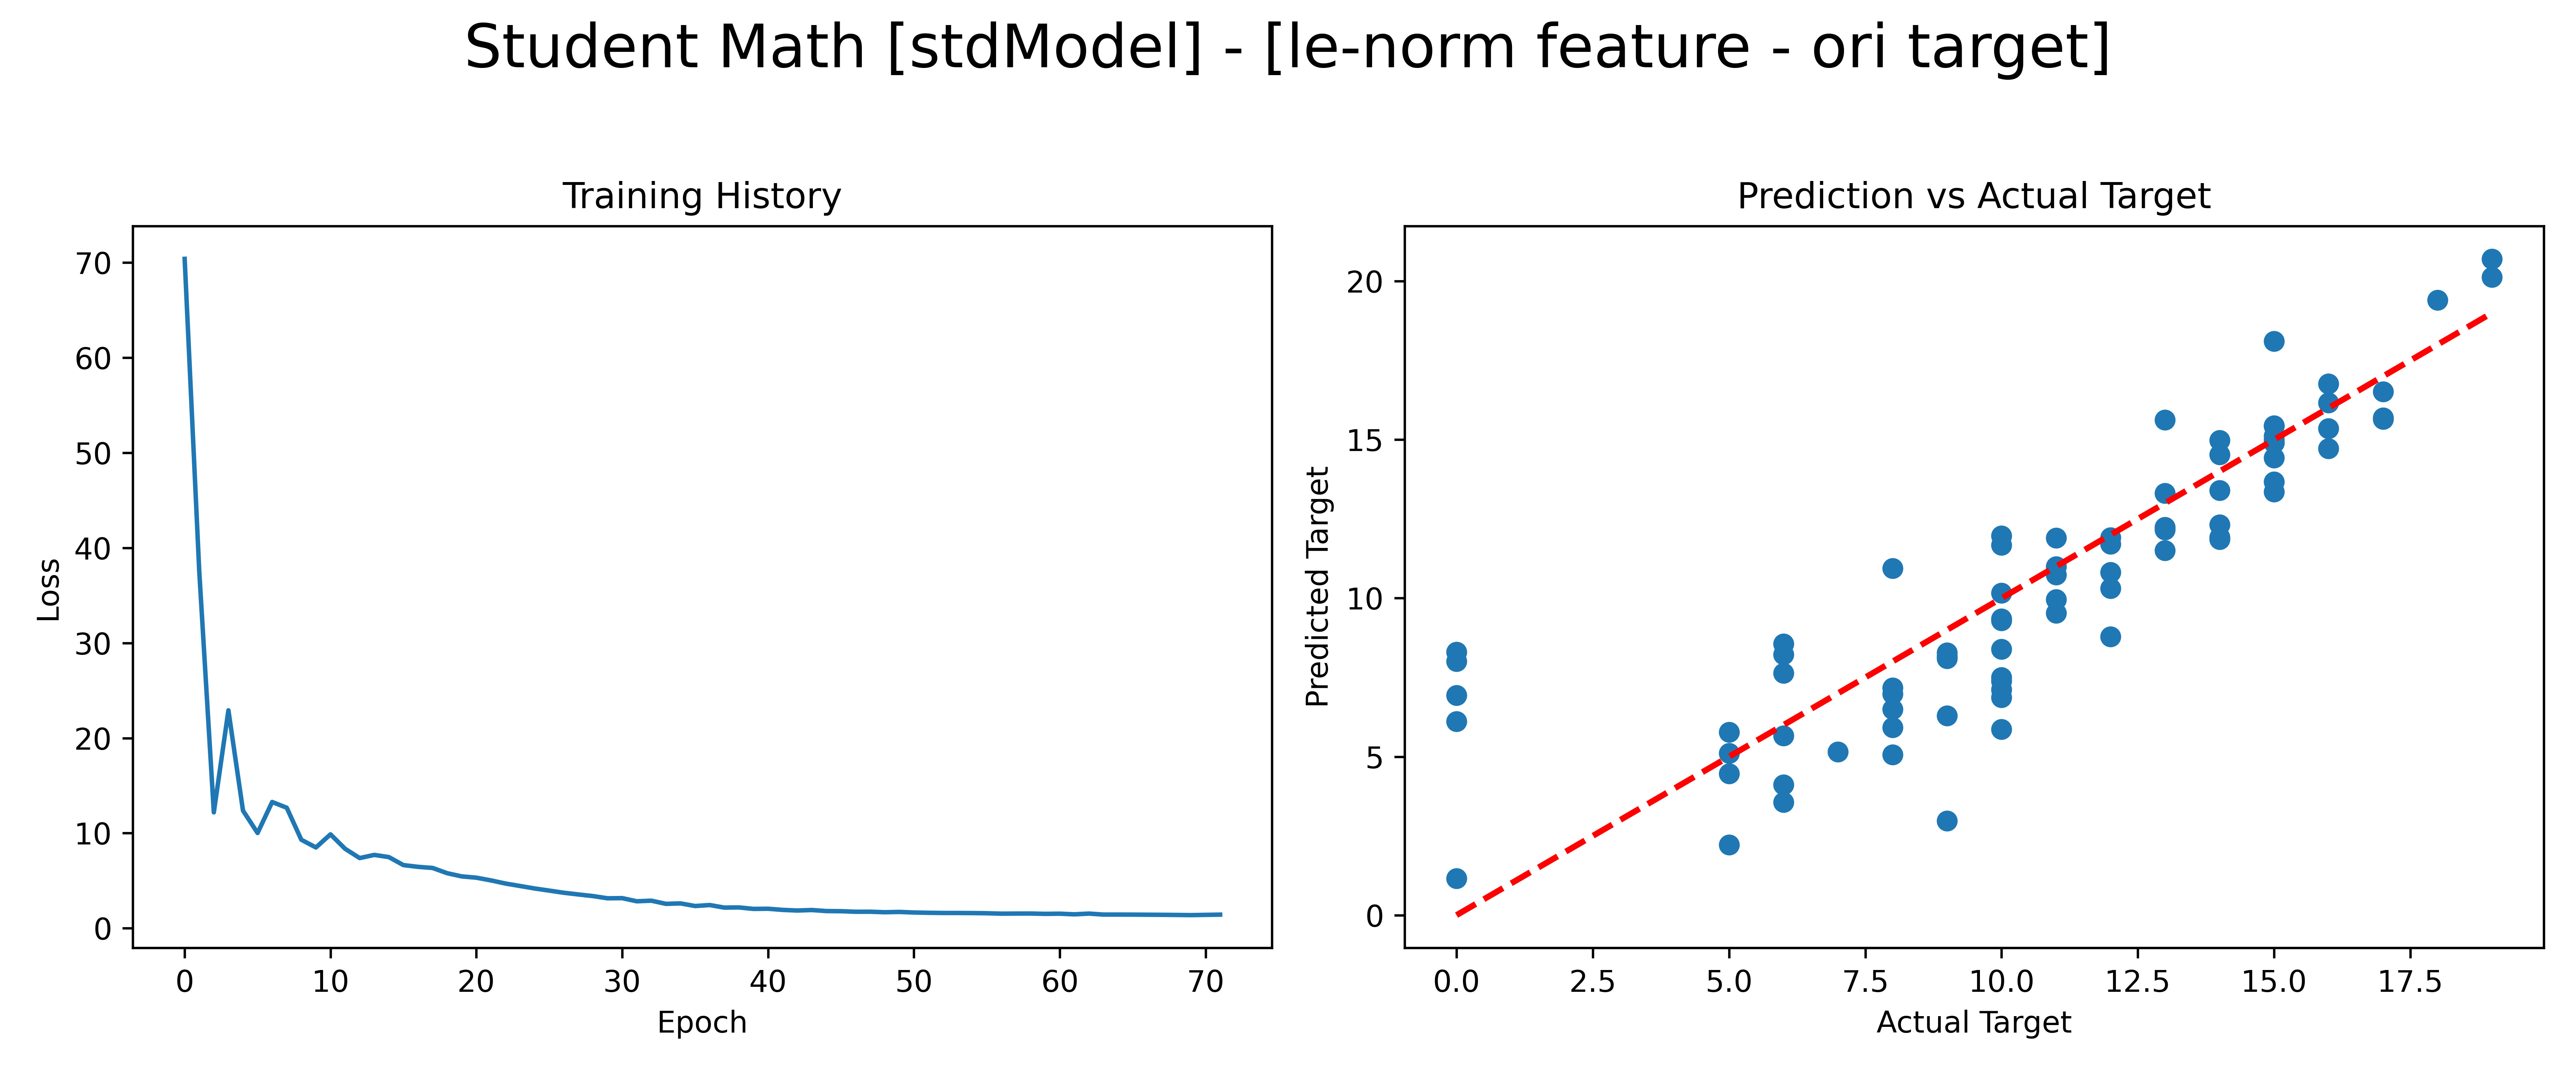 Student Math [stdModel] - [le-norm feature - ori target]
Training History
70
60
50
40
30
20
10
0
Loss
0 10 20 30 40 50 60 70
Epoch
Prediction vs Actual Target
20
15
10
5
0
Predicted Target
0.0 2.5 5.0 7.5 10.0 12.5 15.0 17.5
Actual Target